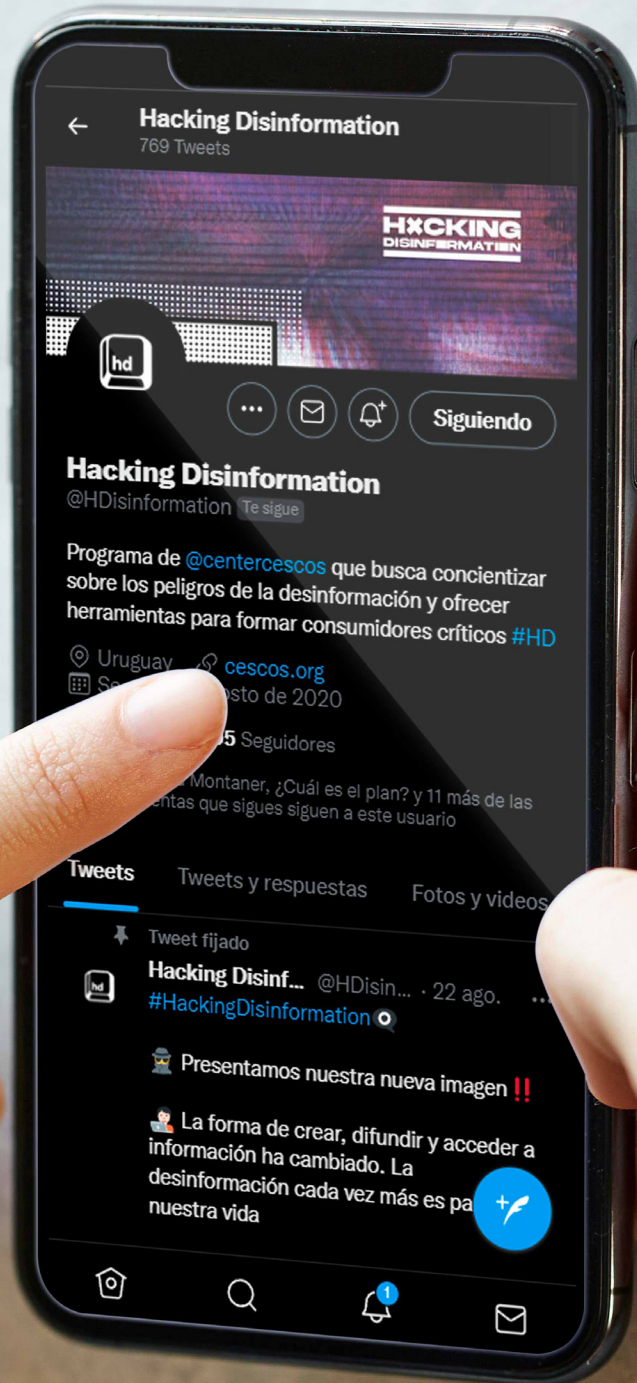 Hacking Disinformation
769 Tweets
HXCKING
DISINFORMATION
hd
Siguiendo
Hacking Disinformation
@HDisinformation Te sigue
Programa de @centercescos que busca concientizar
sobre los peligros de la desinformación y ofrecer
herramientas para formar consumidores críticos #HD
Uruguay cescos.org
de 2020
5 Seguidores
Montaner, ¿Cuál es el plan? y 11 más de las
que sigues siguen a este usuario
Tweets Tweets y respuestas Fotos y videos
Tweet fijado
hd
Hacking Disinf... @HDisin... · 22 ago. ...
#HackingDisinformation
Presentamos nuestra nueva imagen ‼
La forma de crear, difundir y acceder a
información ha cambiado. La
desinformación cada vez más es
nuestra vida
1